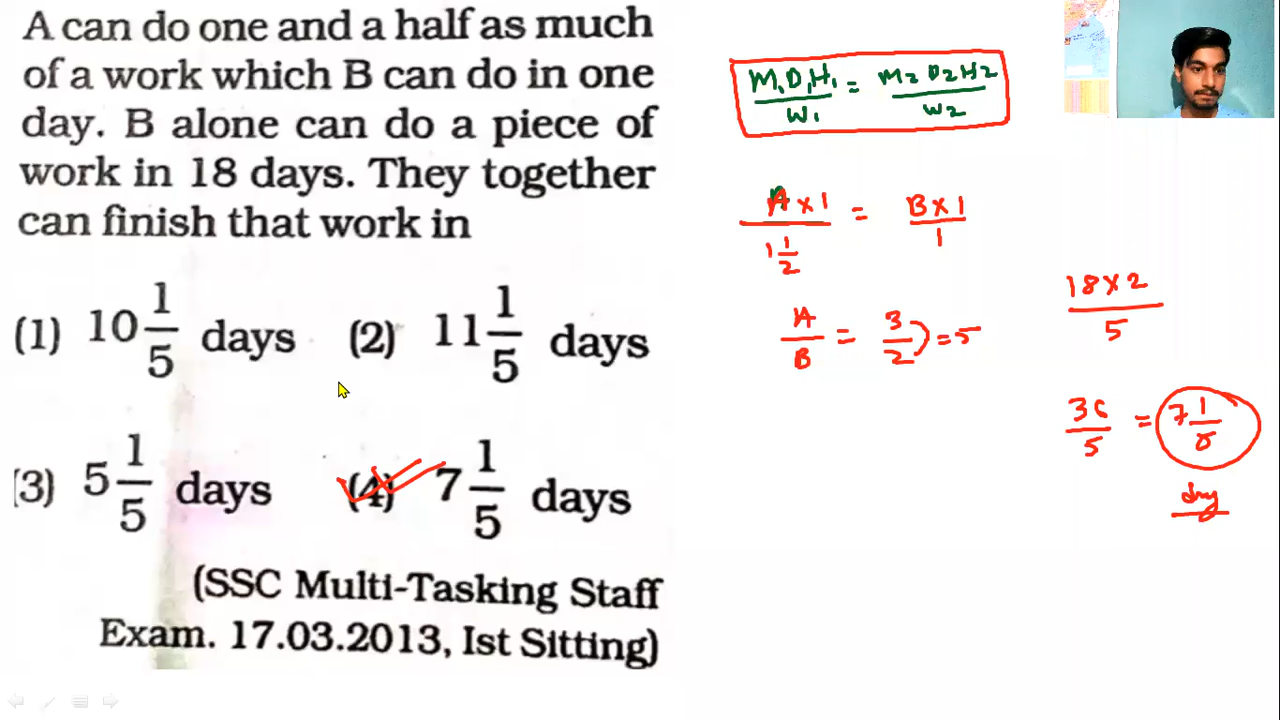 A can do one and a half as much
of a work which B can do in one
day. B alone can do a piece of
work in 18 days. They together
can finish that work in
(1) 10 1/5 days (2) 11 1/5 days
(3) 5 1/5 days (4) 7 1/5 days
(SSC Multi-Tasking Staff
Exam. 17.03.2013, Ist Sitting)
M1D1H1/W1 = M2D2H2/W2
A×1/1 1/2 = B×1/1
A/B = 3/2) = 5
18×2/5
36/5 = 7 1/5
day